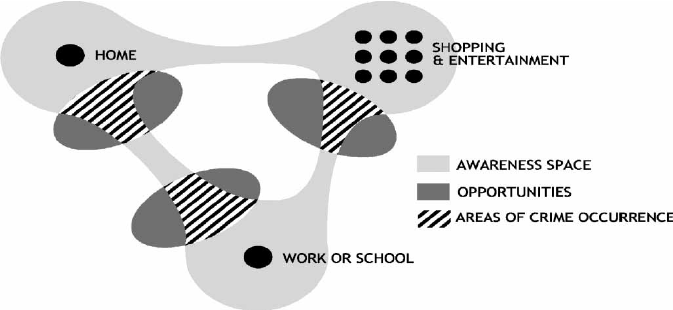 HOME
SHOPPING
& ENTERTAINMENT
AWARENESS SPACE
OPPORTUNITIES
AREAS OF CRIME OCCURRENCE
WORK OR SCHOOL